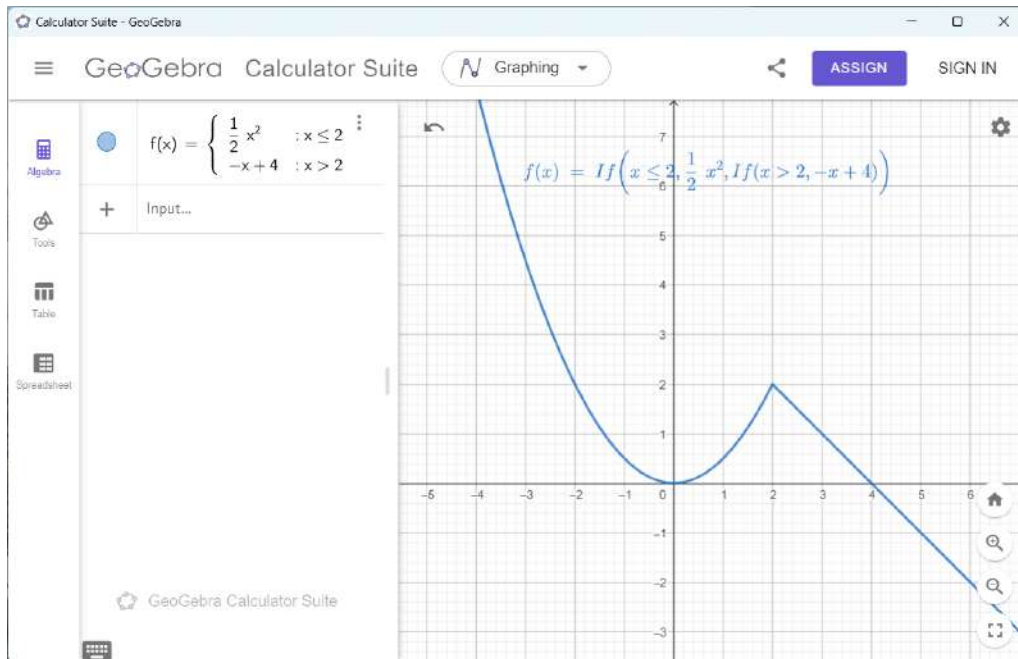 Calculator Suite - GeoGebra
GeoGebra Calculator Suite Graphing ASSIGN SIGN IN
Algebra
Tools
Table
Spreadsheet
f(x) = { 1/2 x² : x ≤ 2
−x + 4 : x > 2
+ Input...
GeoGebra Calculator Suite
f(x) = If(x ≤ 2, 1/2 x², If(x > 2, −x + 4))
7
6
5
4
3
2
1
−5 −4 −3 −2 −1 0 1 2 3 4 5 6
−1
−2
−3